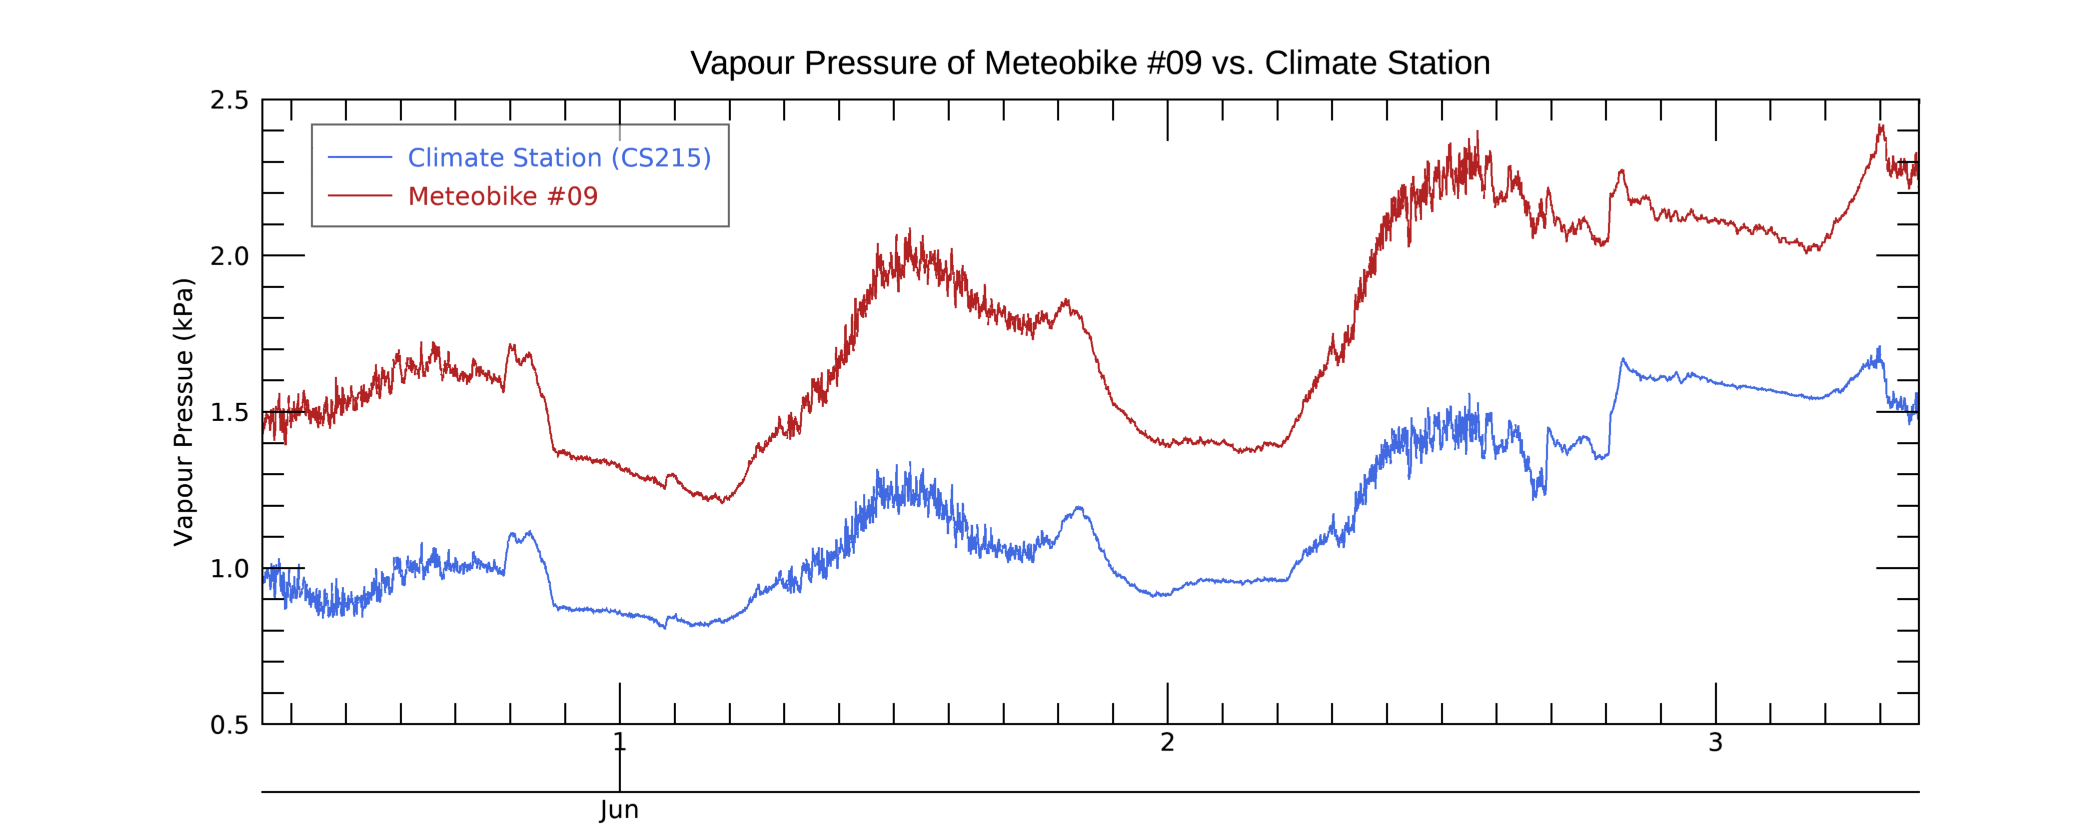 Vapour Pressure of Meteobike #09 vs. Climate Station
Climate Station (CS215)
Meteobike #09
Vapour Pressue (kPa)
2.5
2.0
1.5
1.0
0.5
1 2 3
Jun